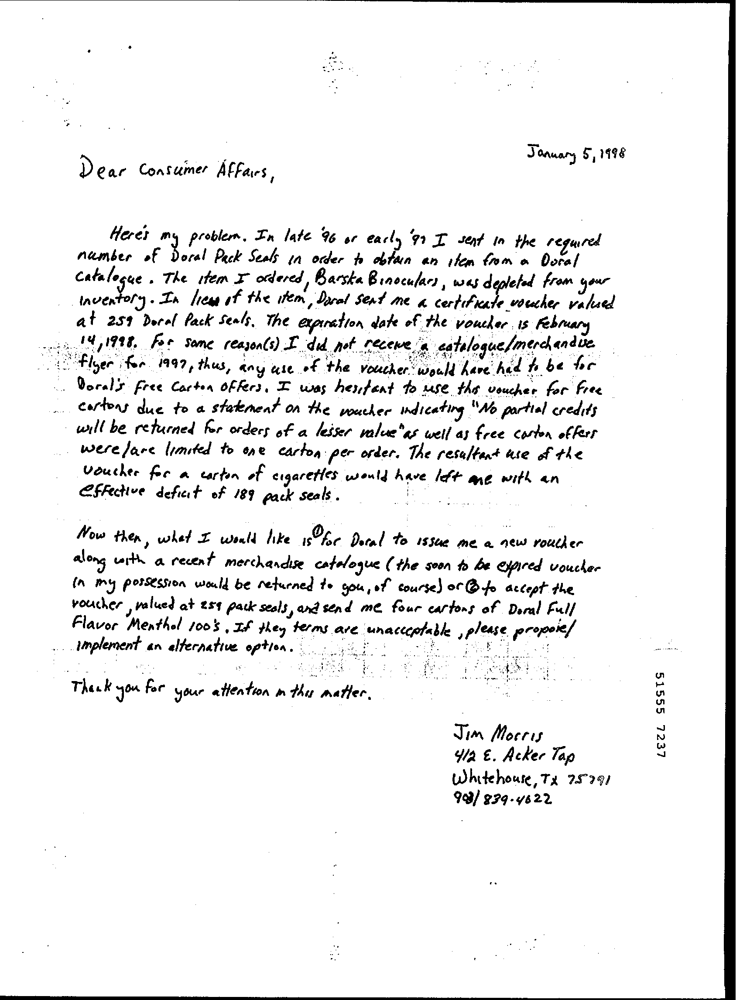 January 5, 1998
Dear Consumer Affairs,
Here's my problem. In late '96 or early '97 I sent in the required
number of Doral Pack Seals in order to obtain an item from a Doral
Catalogue. The item I ordered, Barska Binoculars, was depleted from your
inventory. In lieu of the item, Doral sent me a certificate voucher valued
at 259 Doral Pack Seals. The expiration date of the voucher is February
14, 1998. For some reason(s) I did not receive a catalogue/merchandise
flyer for 1997, thus, any use of the voucher would have had to be for
Doral's Free Carton Offers. I was hesitant to use this voucher for free
cartons due to a statement on the voucher indicating "No partial credits
will be returned for orders of a lesser value" as well as free carton offers
were/are limited to one carton per order. The resultant use of the
voucher for a carton of cigarettes would have left me with an
effective deficit of 189 pack seals.
Now then, what I would like is ① for Doral to issue me a new voucher
along with a recent merchandise catalogue (the soon to be expired voucher
in my possession would be returned to you, of course) or ② to accept the
voucher, valued at 259 pack seals, and send me four cartons of Doral Full
Flavor Menthol 100's. If they terms are unacceptable, please propose/
implement an alternative option.
Thank you for your attention in this matter.
Jim Morris
412 E. Acker Tap
Whitehouse, Tx 75791
903/839-4622
51555 7237